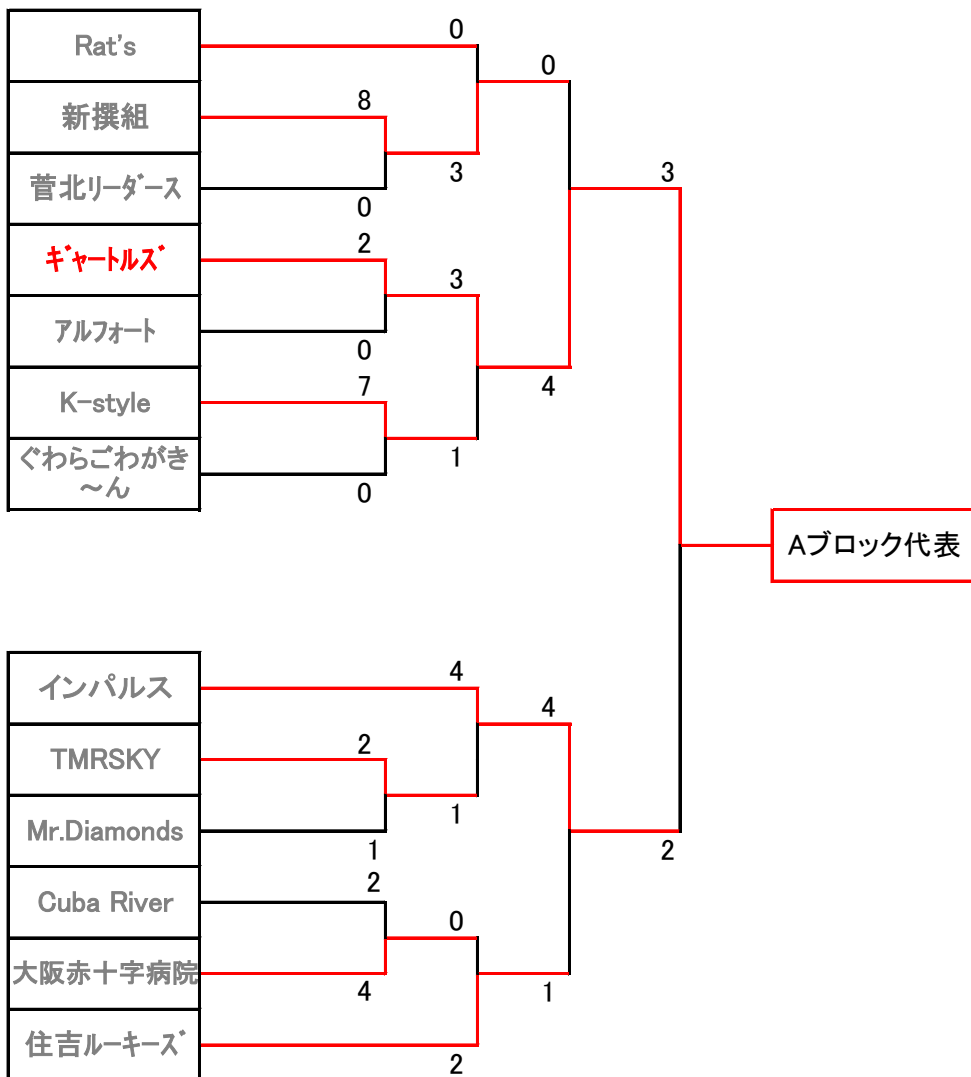 Rat's
0
0
新撰組
8
3
3
菅北リーダース
0
ギャートルズ
2
3
アルフォート
0
4
K-style
7
1
ぐわらごわがき
～ん
0
Aブロック代表
インパルス
4
4
TMRSKY
2
1
Mr.Diamonds
1
2
Cuba River
2
0
大阪赤十字病院
4
1
住吉ルーキーズ
2